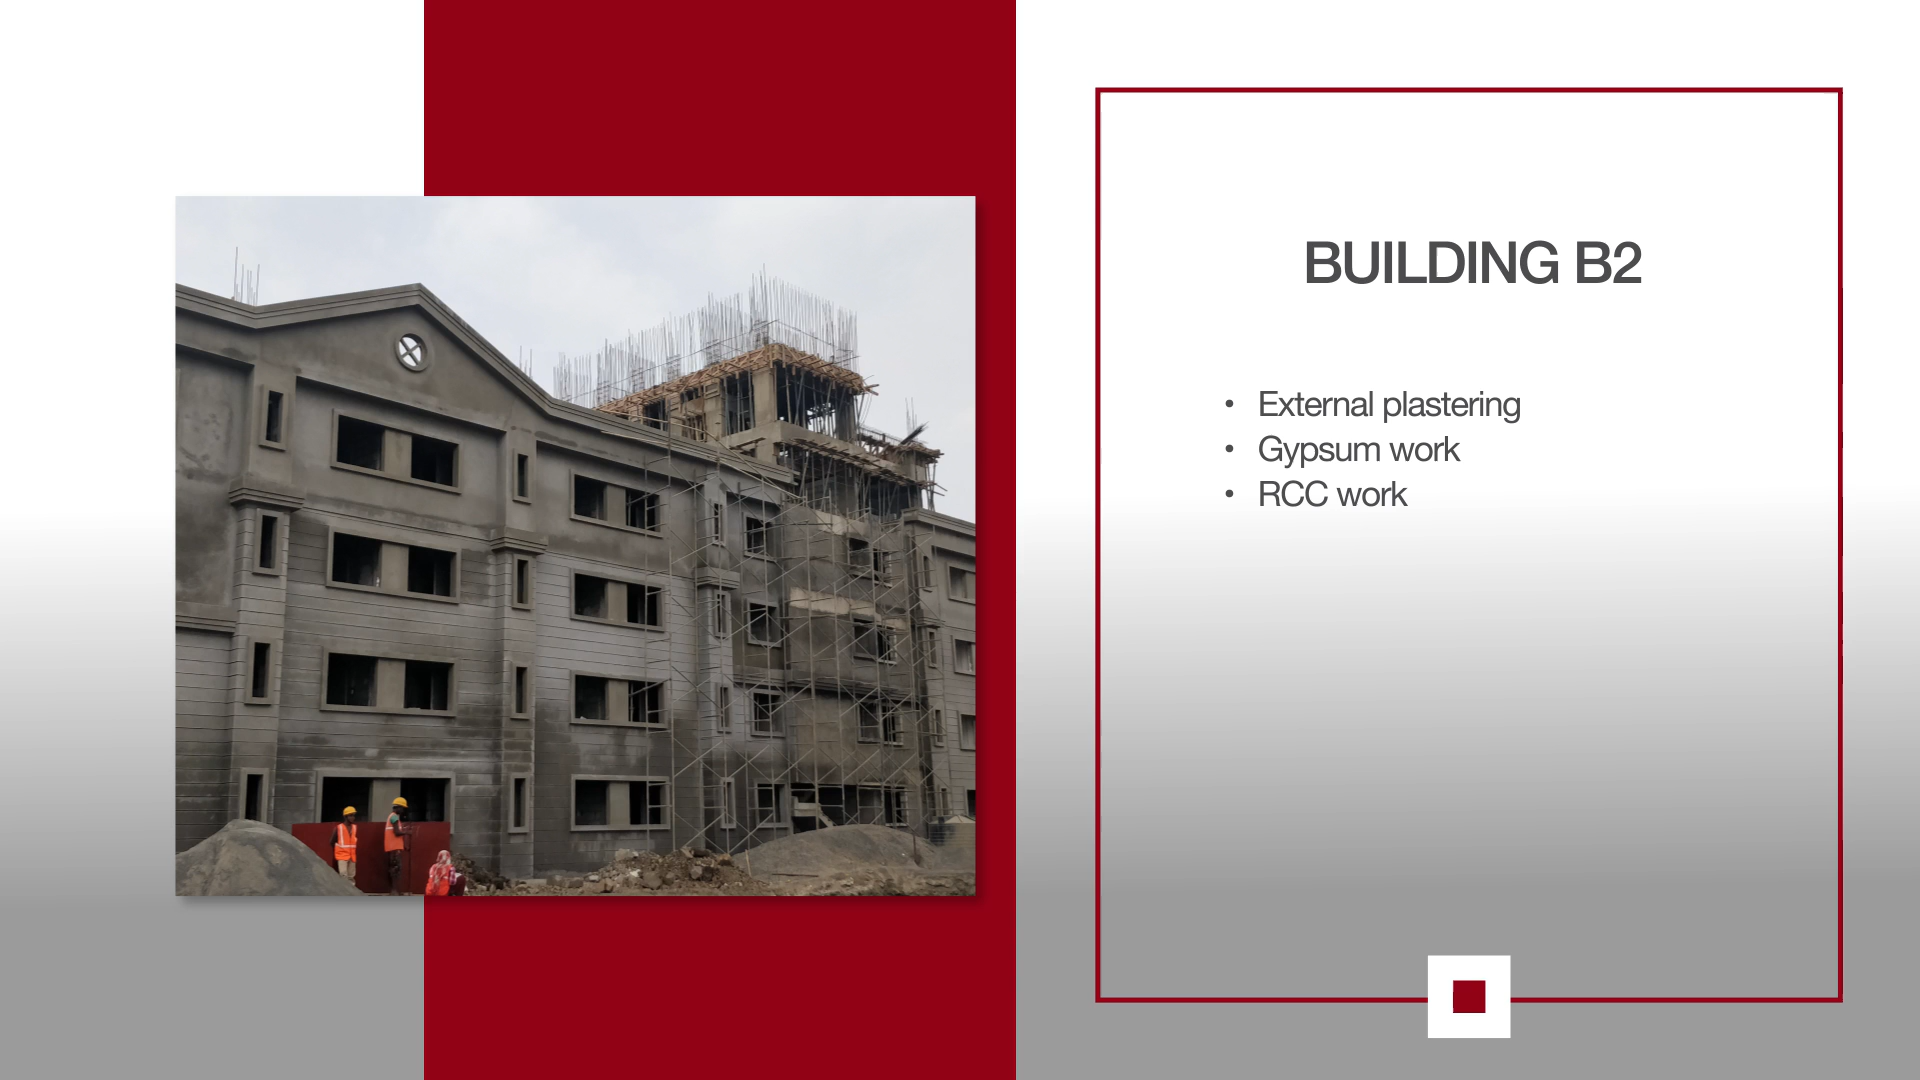 BUILDING B2
• External plastering
• Gypsum work
• RCC work